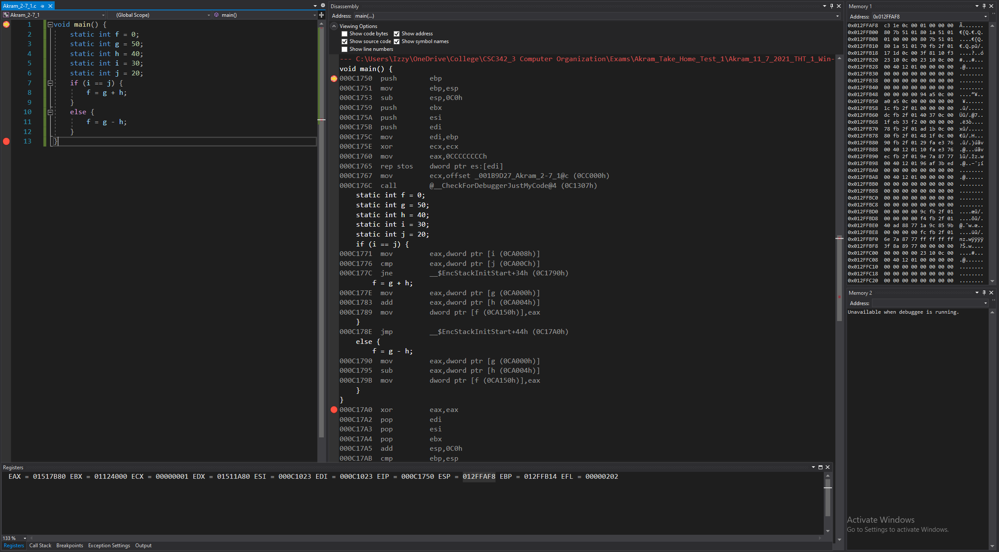 Akram_2-7_1.c
Akram_2-7_1 (Global Scope) main()
1 void main() {
2 static int f = 0;
3 static int g = 50;
4 static int h = 40;
5 static int i = 30;
6 static int j = 20;
7 if (i == j) {
8 f = g + h;
9 }
10 else {
11 f = g - h;
12 }
13 }
Disassembly
Address: main(...)
Viewing Options
Show code bytes Show address
Show source code Show symbol names
Show line numbers
--- C:\Users\Izzy\OneDrive\College\CSC342_3 Computer Organization\Exams\Akram_Take_Home_Test_1\Akram_11_7_2021_THT_1_Win-
void main() {
000C1750 push ebp
000C1751 mov ebp,esp
000C1753 sub esp,0C0h
000C1759 push ebx
000C175A push esi
000C175B push edi
000C175C mov edi,ebp
000C175E xor ecx,ecx
000C1760 mov eax,0CCCCCCCCh
000C1765 rep stos dword ptr es:[edi]
000C1767 mov ecx,offset _001B9D27_Akram_2-7_1@c (0CC000h)
000C176C call @__CheckForDebuggerJustMyCode@4 (0C1307h)
static int f = 0;
static int g = 50;
static int h = 40;
static int i = 30;
static int j = 20;
if (i == j) {
000C1771 mov eax,dword ptr [i (0CA008h)]
000C1776 cmp eax,dword ptr [j (0CA00Ch)]
000C177C jne __$EncStackInitStart+34h (0C1790h)
f = g + h;
000C177E mov eax,dword ptr [g (0CA000h)]
000C1783 add eax,dword ptr [h (0CA004h)]
000C1789 mov dword ptr [f (0CA150h)],eax
}
000C178E jmp __$EncStackInitStart+44h (0C17A0h)
else {
f = g - h;
000C1790 mov eax,dword ptr [g (0CA000h)]
000C1795 sub eax,dword ptr [h (0CA004h)]
000C179B mov dword ptr [f (0CA150h)],eax
}
}
000C17A0 xor eax,eax
000C17A2 pop edi
000C17A3 pop esi
000C17A4 pop ebx
000C17A5 add esp,0C0h
000C17AB cmp ebp,esp
Memory 1
Address: 0x012FFAF8
0x012FFAF8 c3 1e 0c 00 01 00 00 00 Ã.......
0x012FFB00 80 7b 51 01 80 1a 51 01 €{Q.€.Q.
0x012FFB08 01 00 00 00 80 7b 51 01 ....€{Q.
0x012FFB10 80 1a 51 01 70 fb 2f 01 €.Q.pû/.
0x012FFB18 17 1d 0c 00 3f 81 10 f3 ....?..ó
0x012FFB20 23 10 0c 00 23 10 0c 00 #...#...
0x012FFB28 00 40 12 01 00 00 00 00 .@......
0x012FFB30 00 00 00 00 00 00 00 00 ........
0x012FFB38 00 00 00 00 00 00 00 00 ........
0x012FFB40 00 00 00 00 00 00 00 00 ........
0x012FFB48 00 00 00 00 94 a5 0c 00 ....”¥..
0x012FFB50 a0 a5 0c 00 00 00 00 00  ¥......
0x012FFB58 1c fb 2f 01 00 00 00 00 .û/.....
0x012FFB60 dc fb 2f 01 40 37 0c 00 Üû/.@7..
0x012FFB68 1f eb 33 f2 00 00 00 00 .ë3ò....
0x012FFB70 78 fb 2f 01 ad 1b 0c 00 xû/.....
0x012FFB78 80 fb 2f 01 48 1f 0c 00 €û/.H...
0x012FFB80 90 fb 2f 01 29 fa e3 76 .û/.)úãv
0x012FFB88 00 40 12 01 10 fa e3 76 .@...úãv
0x012FFB90 ec fb 2f 01 9e 7a 87 77 ìû/.žz.w
0x012FFB98 00 40 12 01 96 af 3b ed .@..–¯;í
0x012FFBA0 00 00 00 00 00 00 00 00 ........
0x012FFBA8 00 40 12 01 00 00 00 00 .@......
0x012FFBB0 00 00 00 00 00 00 00 00 ........
0x012FFBB8 00 00 00 00 00 00 00 00 ........
0x012FFBC0 00 00 00 00 00 00 00 00 ........
0x012FFBC8 00 00 00 00 00 00 00 00 ........
0x012FFBD0 00 00 00 00 9c fb 2f 01 ....œû/.
0x012FFBD8 00 00 00 00 f4 fb 2f 01 ....ôû/.
0x012FFBE0 40 ad 88 77 1a 9c 85 9b @.ˆw.œ..
0x012FFBE8 00 00 00 00 fc fb 2f 01 ....üû/.
0x012FFBF0 6e 7a 87 77 ff ff ff ff nz.wÿÿÿÿ
0x012FFBF8 3f 8a 89 77 00 00 00 00 ?Š.w....
0x012FFC00 00 00 00 00 23 10 0c 00 ....#...
0x012FFC08 00 40 12 01 00 00 00 00 .@......
0x012FFC10 00 00 00 00 00 00 00 00 ........
0x012FFC18 00 00 00 00 00 00 00 00 ........
0x012FFC20 00 00 00 00 00 00 00 00 ........
Memory 2
Address:
Unavailable when debuggee is running.
Activate Windows
Go to Settings to activate Windows.
Registers
EAX = 01517B80 EBX = 01124000 ECX = 00000001 EDX = 01511A80 ESI = 000C1023 EDI = 000C1023 EIP = 000C1750 ESP = 012FFAF8 EBP = 012FFB14 EFL = 00000202
133 %
Registers Call Stack Breakpoints Exception Settings Output